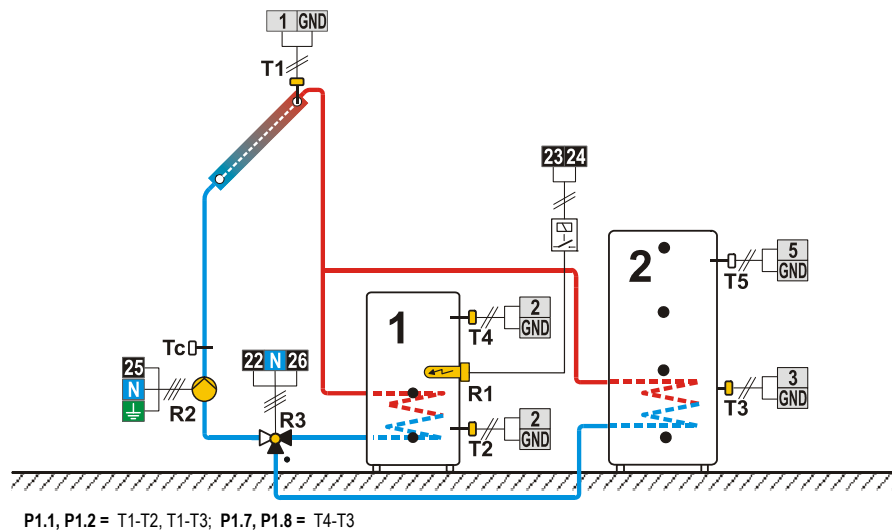 1 GND
T1
23 24
5
GND
T5
2
1
2
GND
T4
Tc
R1
3
GND
T3
25
N
R2
22 N 26
R3
2
GND
T2
P1.1, P1.2 = T1-T2, T1-T3; P1.7, P1.8 = T4-T3